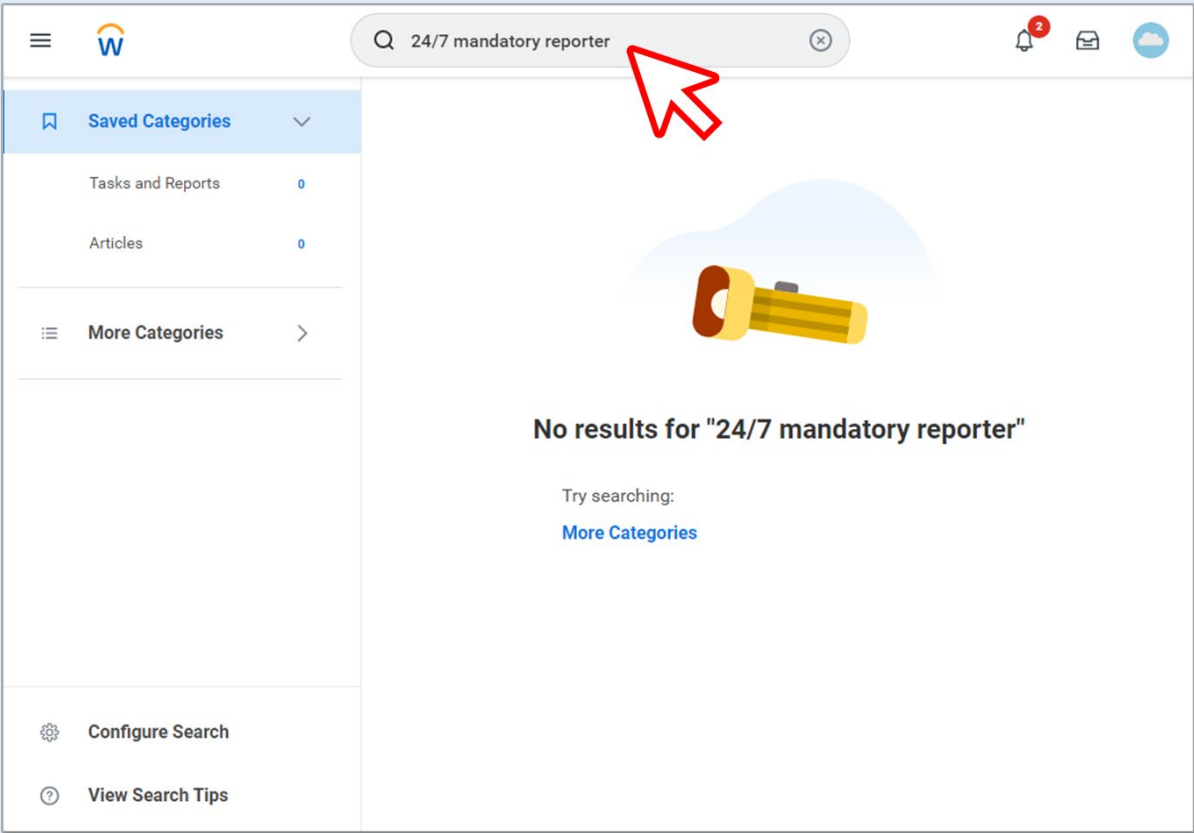 W
24/7 mandatory reporter
2
Saved Categories
Tasks and Reports 0
Articles 0
More Categories
Configure Search
View Search Tips
No results for "24/7 mandatory reporter"
Try searching:
More Categories